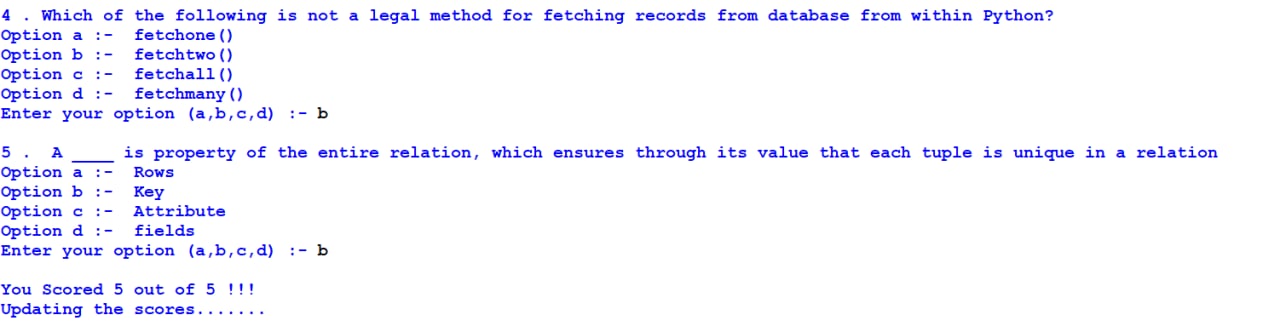 4 . Which of the following is not a legal method for fetching records from database from within Python?
Option a :-  fetchone()
Option b :-  fetchtwo()
Option c :-  fetchall()
Option d :-  fetchmany()
Enter your option (a,b,c,d) :- b
5 .  A ____ is property of the entire relation, which ensures through its value that each tuple is unique in a relation
Option a :-  Rows
Option b :-  Key
Option c :-  Attribute
Option d :-  fields
Enter your option (a,b,c,d) :- b
You Scored 5 out of 5 !!!
Updating the scores.......